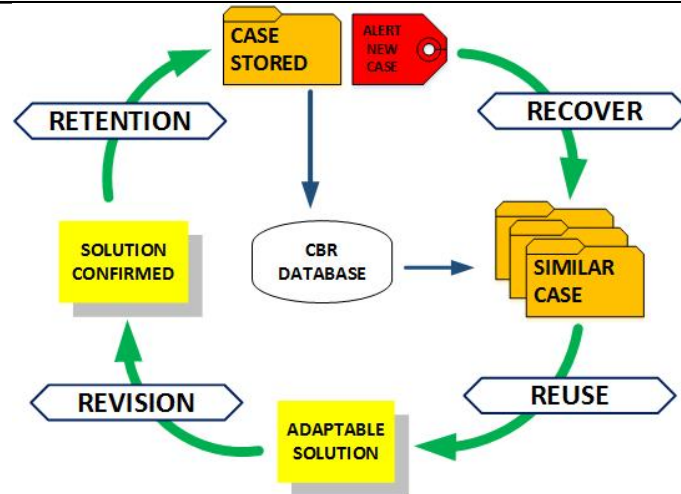 CASE
STORED
ALERT
NEW
CASE
RETENTION
RECOVER
SOLUTION
CONFIRMED
CBR
DATABASE
SIMILAR
CASE
REVISION
REUSE
ADAPTABLE
SOLUTION